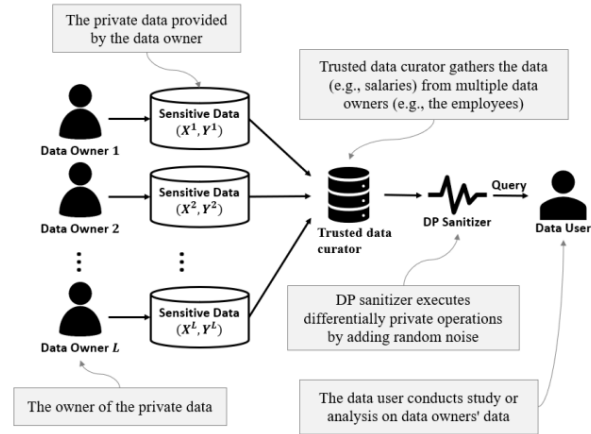 The private data provided
by the data owner
Trusted data curator gathers the data
(e.g., salaries) from multiple data
owners (e.g., the employees)
Data Owner 1
Sensitive Data
(X¹, Y¹)
Data Owner 2
Sensitive Data
(X², Y²)
Trusted data
curator
DP Sanitizer
Query
Data User
Data Owner L
Sensitive Data
(X^L, Y^L)
DP sanitizer executes
differentially private operations
by adding random noise
The owner of the private data
The data user conducts study or
analysis on data owners' data